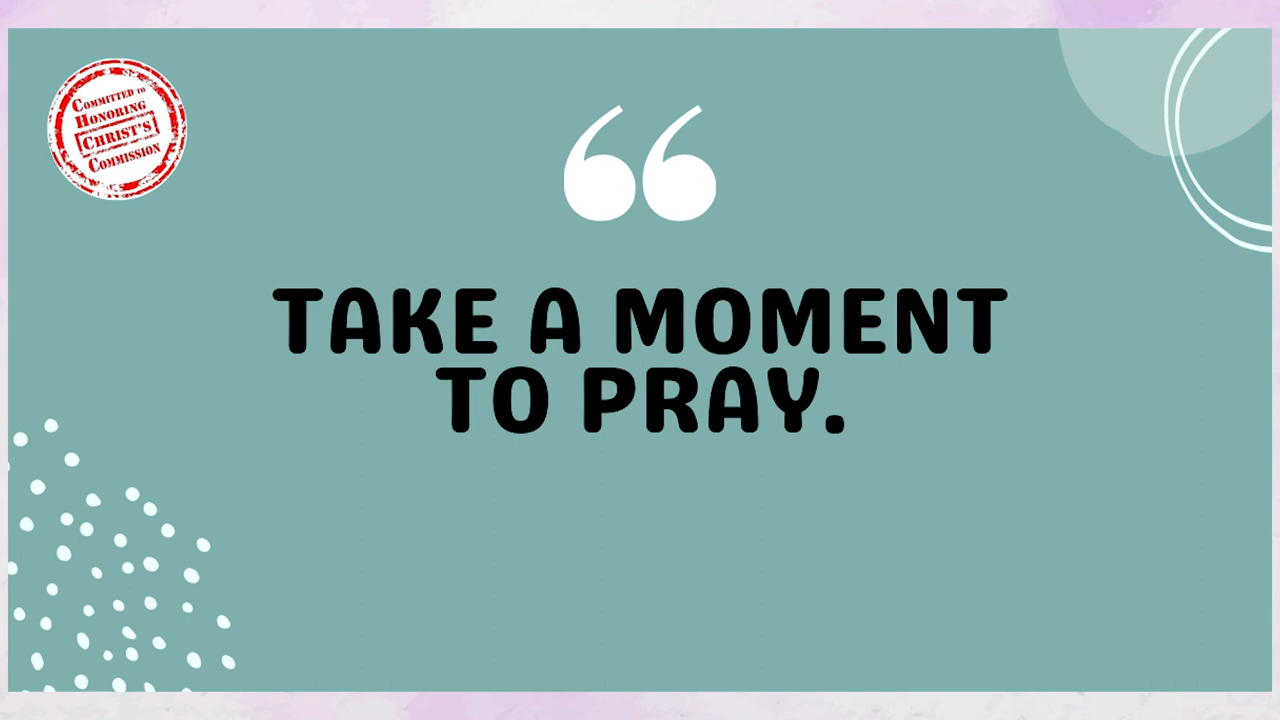 COMMITTED TO
HONORING
CHRIST'S
COMMISSION
“
TAKE A MOMENT
TO PRAY.